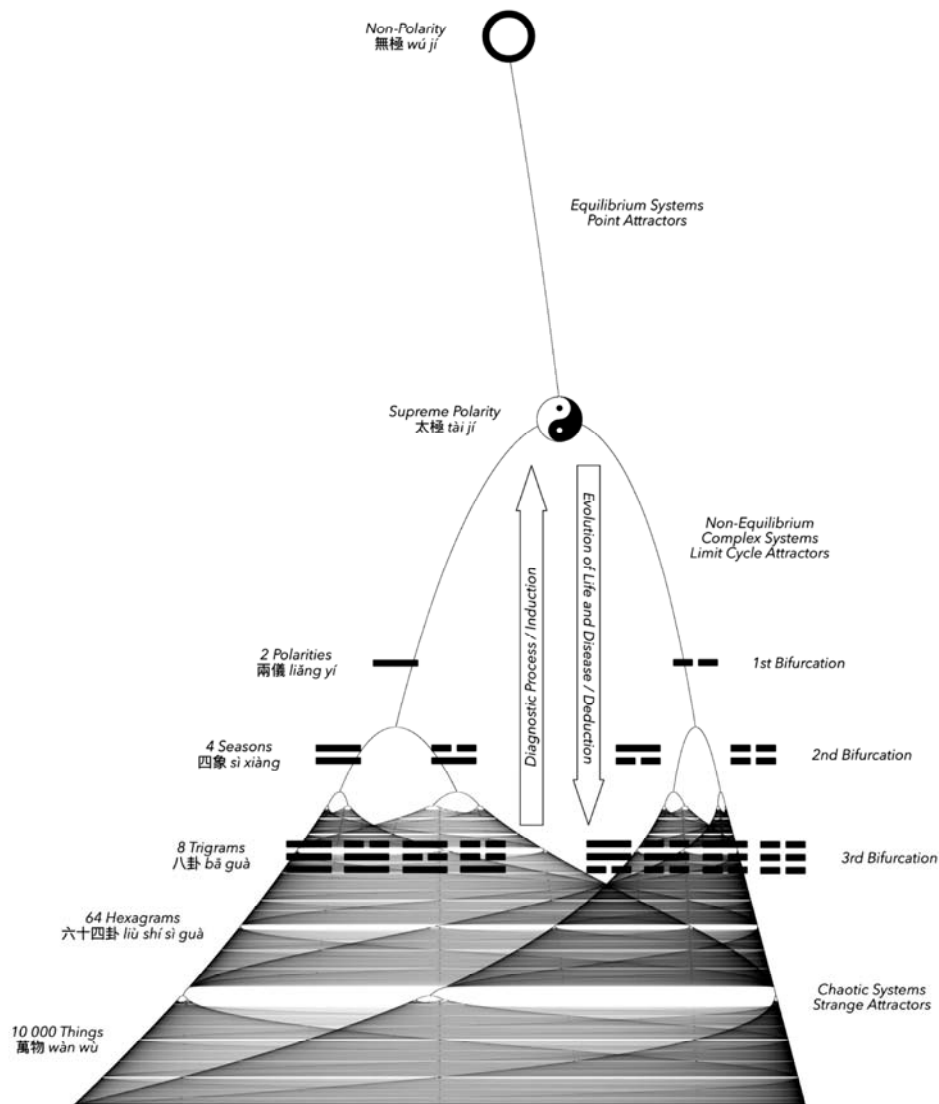 Non-Polarity
無極 wú jí
Equilibrium Systems
Point Attractors
Supreme Polarity
太極 tài jí
Diagnostic Process / Induction
Evolution of Life and Disease / Deduction
Non-Equilibrium
Complex Systems
Limit Cycle Attractors
2 Polarities
兩儀 liǎng yí
1st Bifurcation
4 Seasons
四象 sì xiàng
2nd Bifurcation
8 Trigrams
八卦 bā guà
3rd Bifurcation
64 Hexagrams
六十四卦 liù shí sì guà
Chaotic Systems
Strange Attractors
10 000 Things
萬物 wàn wù